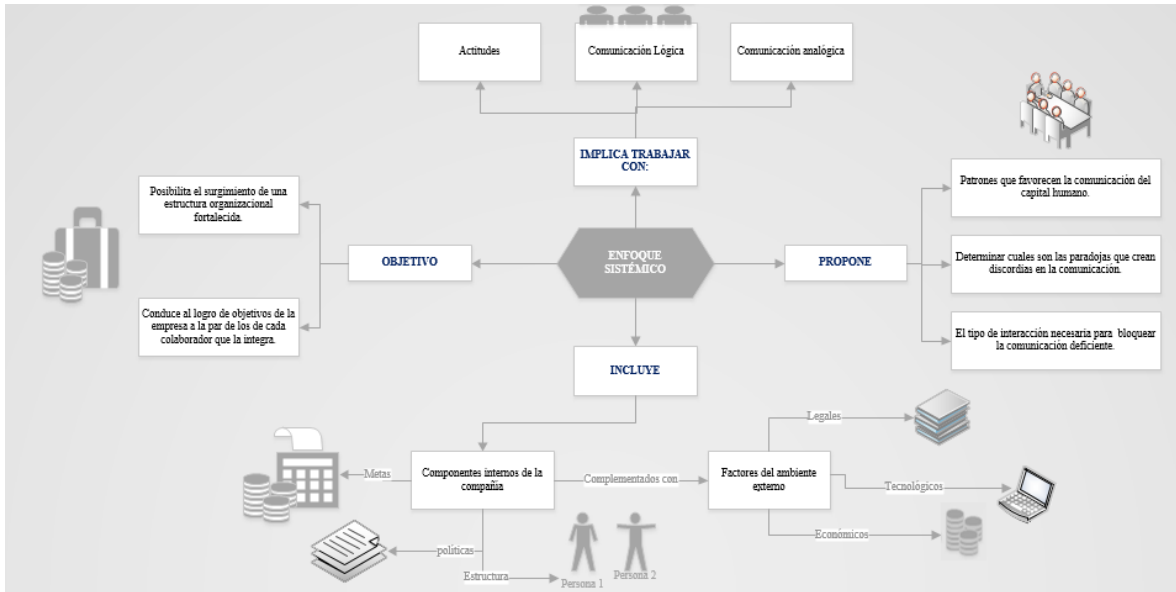 Actitudes
Comunicación Lógica
Comunicación analógica
IMPLICA TRABAJAR
CON:
Posibilita el surgimiento de una
estructura organizacional
fortalecida.
Patrones que favorecen la comunicación del
capital humano.
OBJETIVO
ENFOQUE
SISTÉMICO
PROPONE
Determinar cuales son las paradojas que crean
discordias en la comunicación.
Conduce al logro de objetivos de la
empresa a la par de los de cada
colaborador que la integra.
El tipo de interacción necesaria para bloquear
la comunicación deficiente.
INCLUYE
Legales
Metas
Componentes internos de la
compañía
Complementados con
Factores del ambiente
externo
Tecnológicos
Económicos
políticas
Estructura
Persona 1
Persona 2